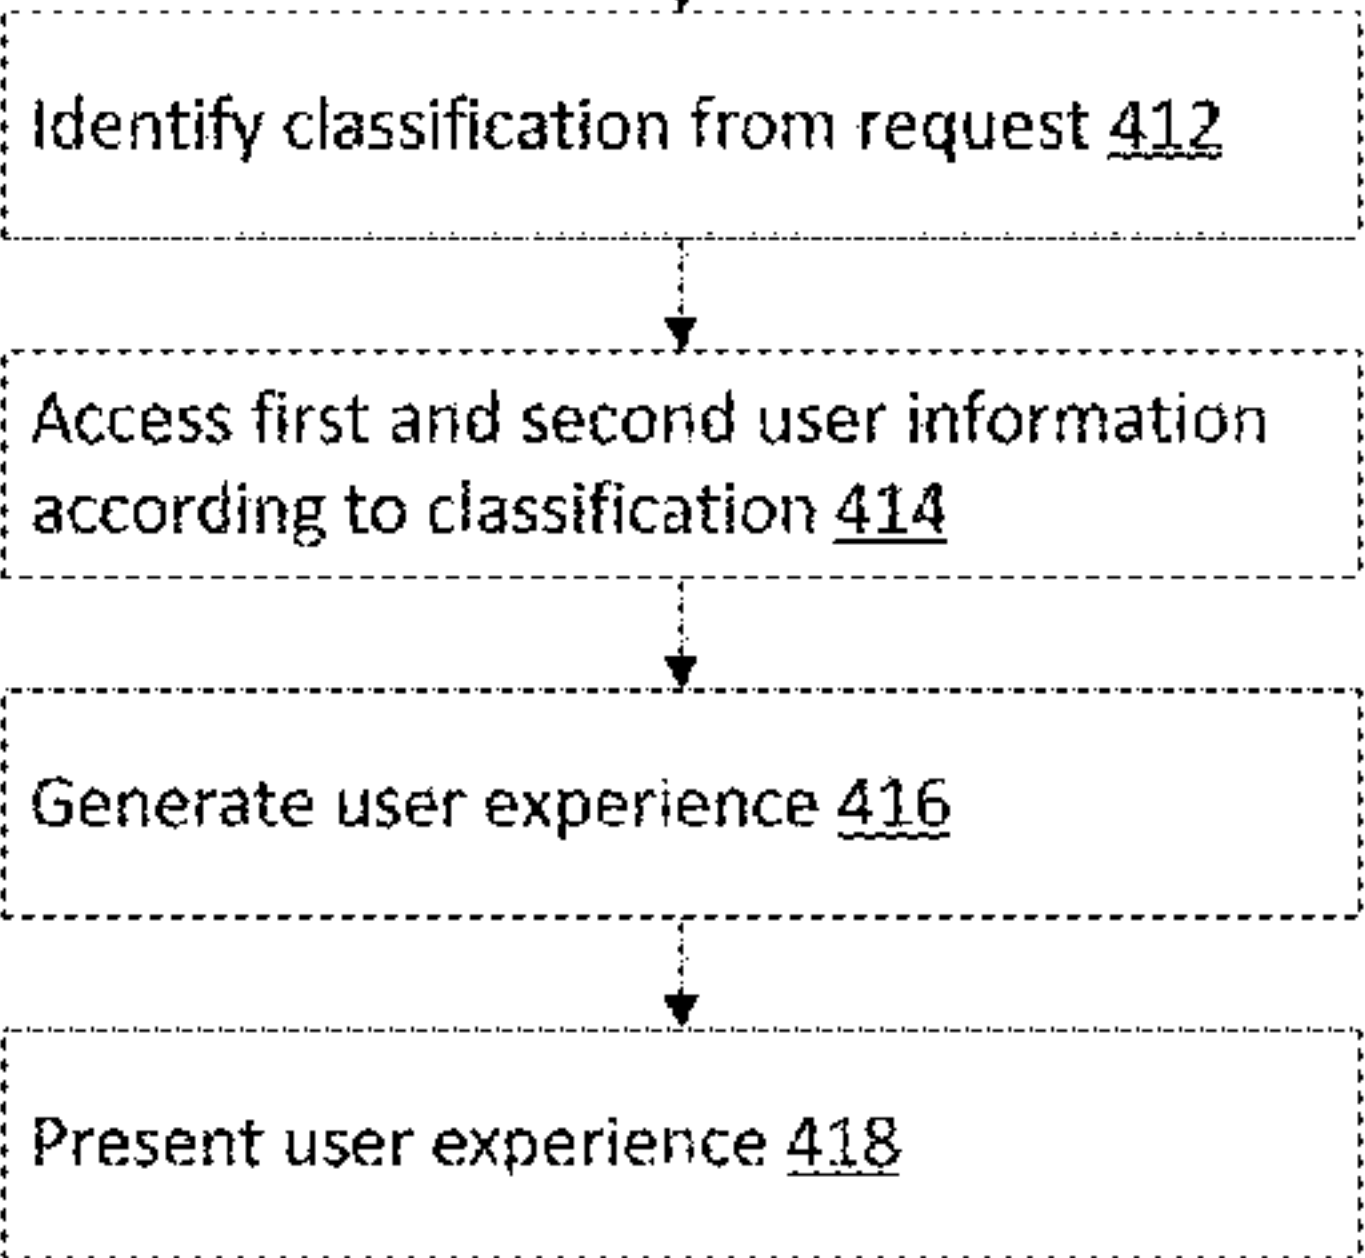 Identify classification from request 412
Access first and second user information
according to classification 414
Generate user experience 416
Present user experience 418